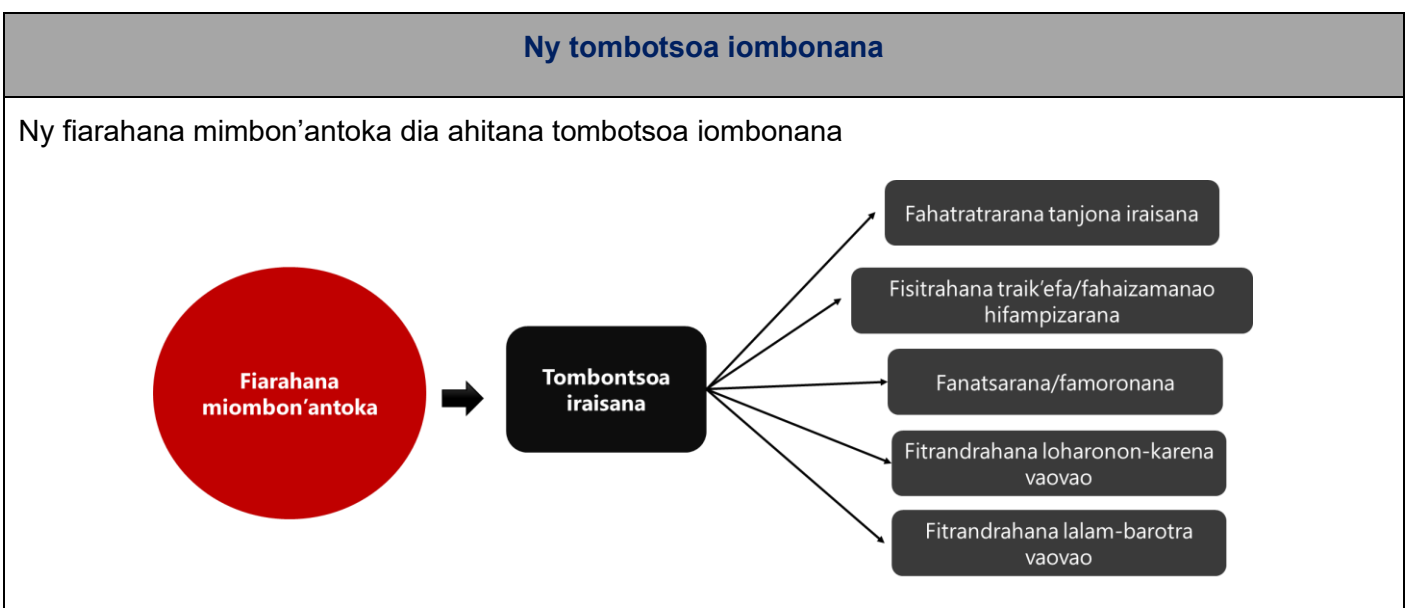 Ny tombotsoa iombonana
Ny fiarahana mimbon’antoka dia ahitana tombotsoa iombonana
Fiarahana
miombon’antoka
Tombontsoa
iraisana
Fahatratrarana tanjona iraisana
Fisitrahana traik’efa/fahaizamanao
hifampizarana
Fanatsarana/famoronana
Fitrandrahana loharonon-karena
vaovao
Fitrandrahana lalam-barotra
vaovao